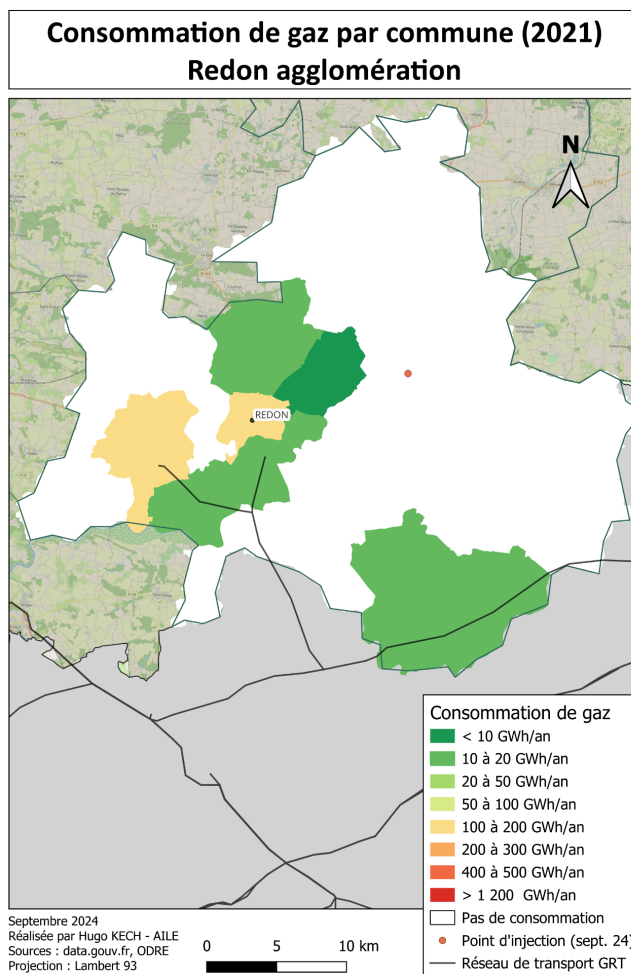 Consommation de gaz par commune (2021)
Redon agglomération
N
REDON
Consommation de gaz
< 10 GWh/an
10 à 20 GWh/an
20 à 50 GWh/an
50 à 100 GWh/an
100 à 200 GWh/an
200 à 300 GWh/an
400 à 500 GWh/an
> 1 200 GWh/an
Pas de consommation
Point d'injection (sept. 24)
Réseau de transport GRT
Septembre 2024
Réalisée par Hugo KECH - AILE
Sources : data.gouv.fr, ODRE
Projection : Lambert 93
0 5 10 km